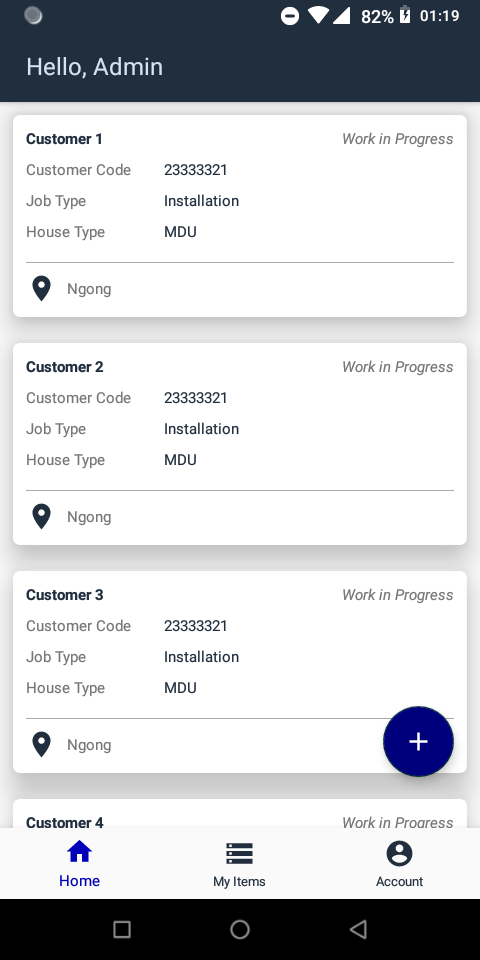 82% 01:19
Hello, Admin
Customer 1 Work in Progress
Customer Code 23333321
Job Type Installation
House Type MDU
Ngong
Customer 2 Work in Progress
Customer Code 23333321
Job Type Installation
House Type MDU
Ngong
Customer 3 Work in Progress
Customer Code 23333321
Job Type Installation
House Type MDU
Ngong
Customer 4 Work in Progress
Home My Items Account